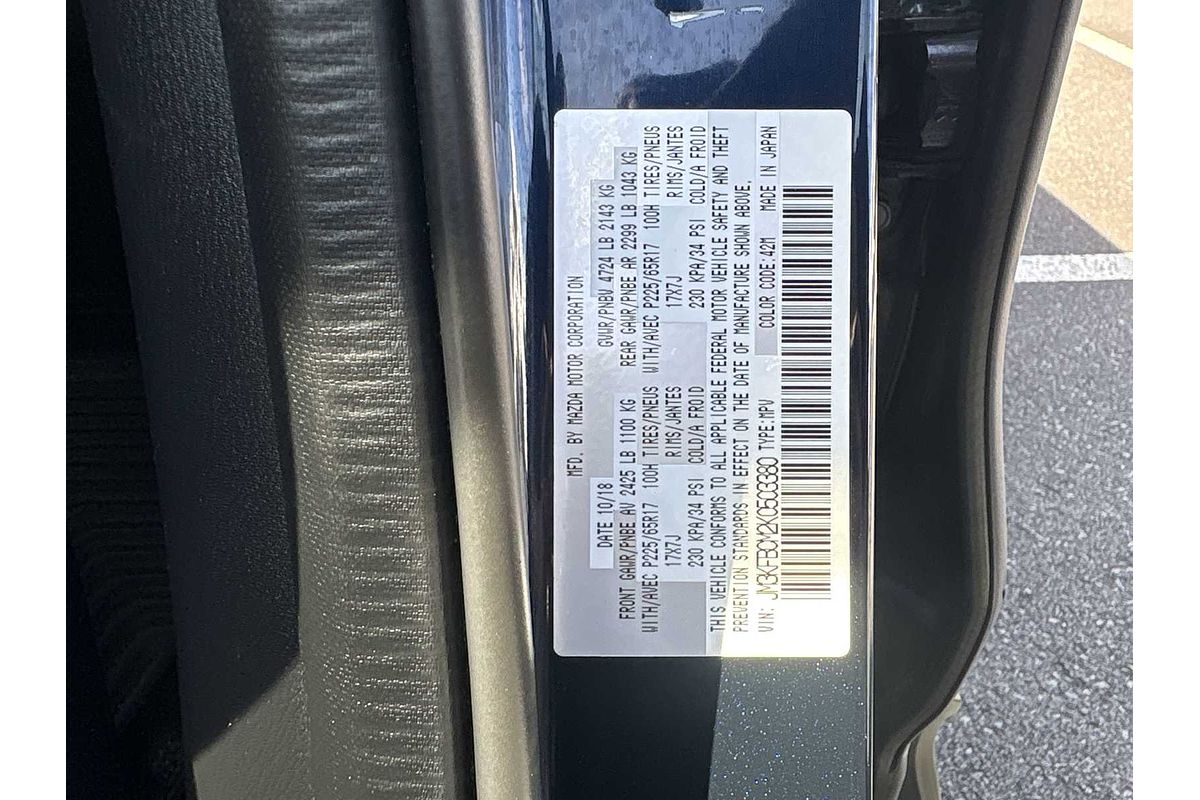 MFD. BY MAZDA MOTOR CORPORATION
DATE 10/18 GVWR/PNBV 4724 LB 2143 KG
FRONT GAWR/PNBE AV 2425 LB 1100 KG REAR GAWR/PNBE AR 2299 LB 1043 KG
WITH/AVEC P225/65R17 100H TIRES/PNEUS WITH/AVEC P225/65R17 100H TIRES/PNEUS
17X7J RIMS/JANTES 17X7J RIMS/JANTES
230 KPA/34 PSI COLD/A FROID 230 KPA/34 PSI COLD/A FROID
THIS VEHICLE CONFORMS TO ALL APPLICABLE FEDERAL MOTOR VEHICLE SAFETY AND THEFT
PREVENTION STANDARDS IN EFFECT ON THE DATE OF MANUFACTURE SHOWN ABOVE.
VIN: JM3KFBCM2K0503380 TYPE:MPV COLOR CODE:42M MADE IN JAPAN